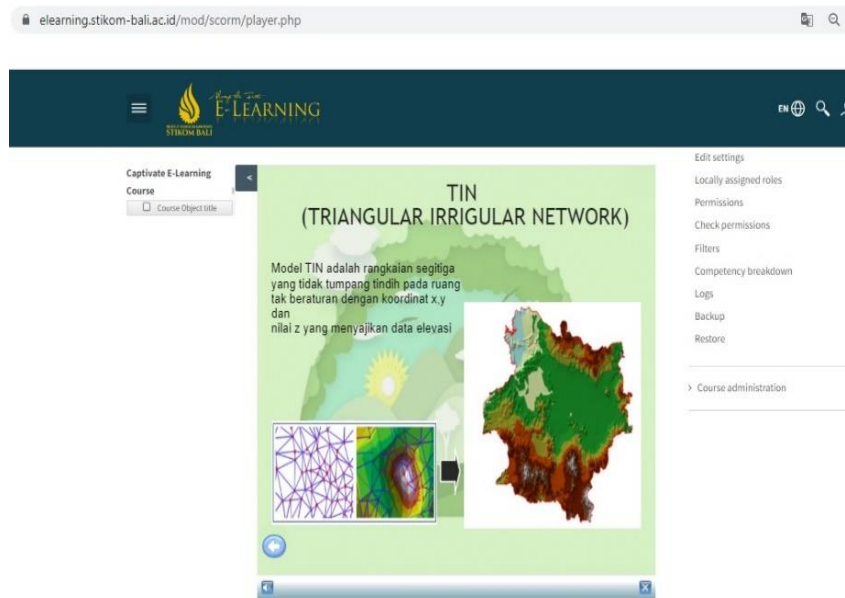 elearning.stikom-bali.ac.id/mod/scorm/player.php
E-LEARNING
STIKOM BALI
EN
Captivate E-Learning
Course
Course Object title
<
TIN
(TRIANGULAR IRRIGULAR NETWORK)
Model TIN adalah rangkaian segitiga
yang tidak tumpang tindih pada ruang
tak beraturan dengan koordinat x,y
dan
nilai z yang menyajikan data elevasi
Edit settings
Locally assigned roles
Permissions
Check permissions
Filters
Competency breakdown
Logs
Backup
Restore
> Course administration